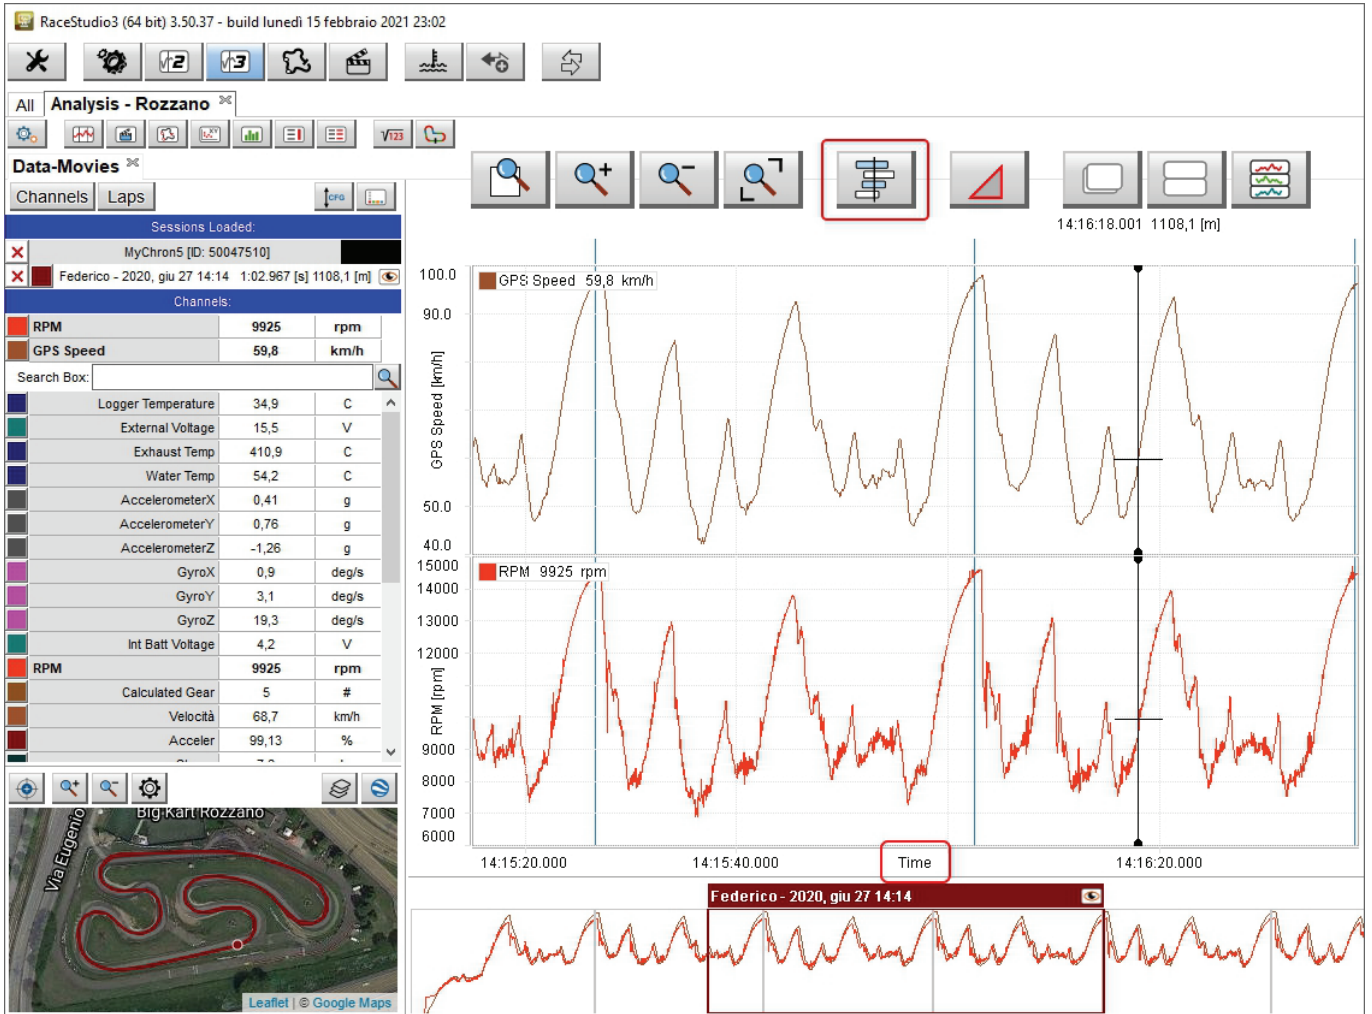 RaceStudio3 (64 bit) 3.50.37 - build lunedì 15 febbraio 2021 23:02
2
3
All
Analysis - Rozzano
XY
√123
Data-Movies
Channels Laps
CFG
14:16:18.001 1108,1 [m]
Sessions Loaded:
MyChron5 [ID: 50047510]
Federico - 2020, giu 27 14:14 1:02.967 [s] 1108,1 [m]
Channels:
RPM 9925 rpm
GPS Speed 59,8 km/h
Search Box:
Logger Temperature 34,9 C
External Voltage 15,5 V
Exhaust Temp 410,9 C
Water Temp 54,2 C
AccelerometerX 0,41 g
AccelerometerY 0,76 g
AccelerometerZ -1,26 g
GyroX 0,9 deg/s
GyroY 3,1 deg/s
GyroZ 19,3 deg/s
Int Batt Voltage 4,2 V
RPM 9925 rpm
Calculated Gear 5 #
Velocità 68,7 km/h
Acceler 99,13 %
Big Kart Rozzano
Via Eugenio
Leaflet | © Google Maps
GPS Speed 59,8 km/h
100.0
90.0
GPS Speed [km/h]
50.0
40.0
RPM 9925 rpm
15000
14000
13000
12000
RPM [rpm]
9000
8000
7000
6000
14:15:20.000 14:15:40.000 Time 14:16:20.000
Federico - 2020, giu 27 14:14